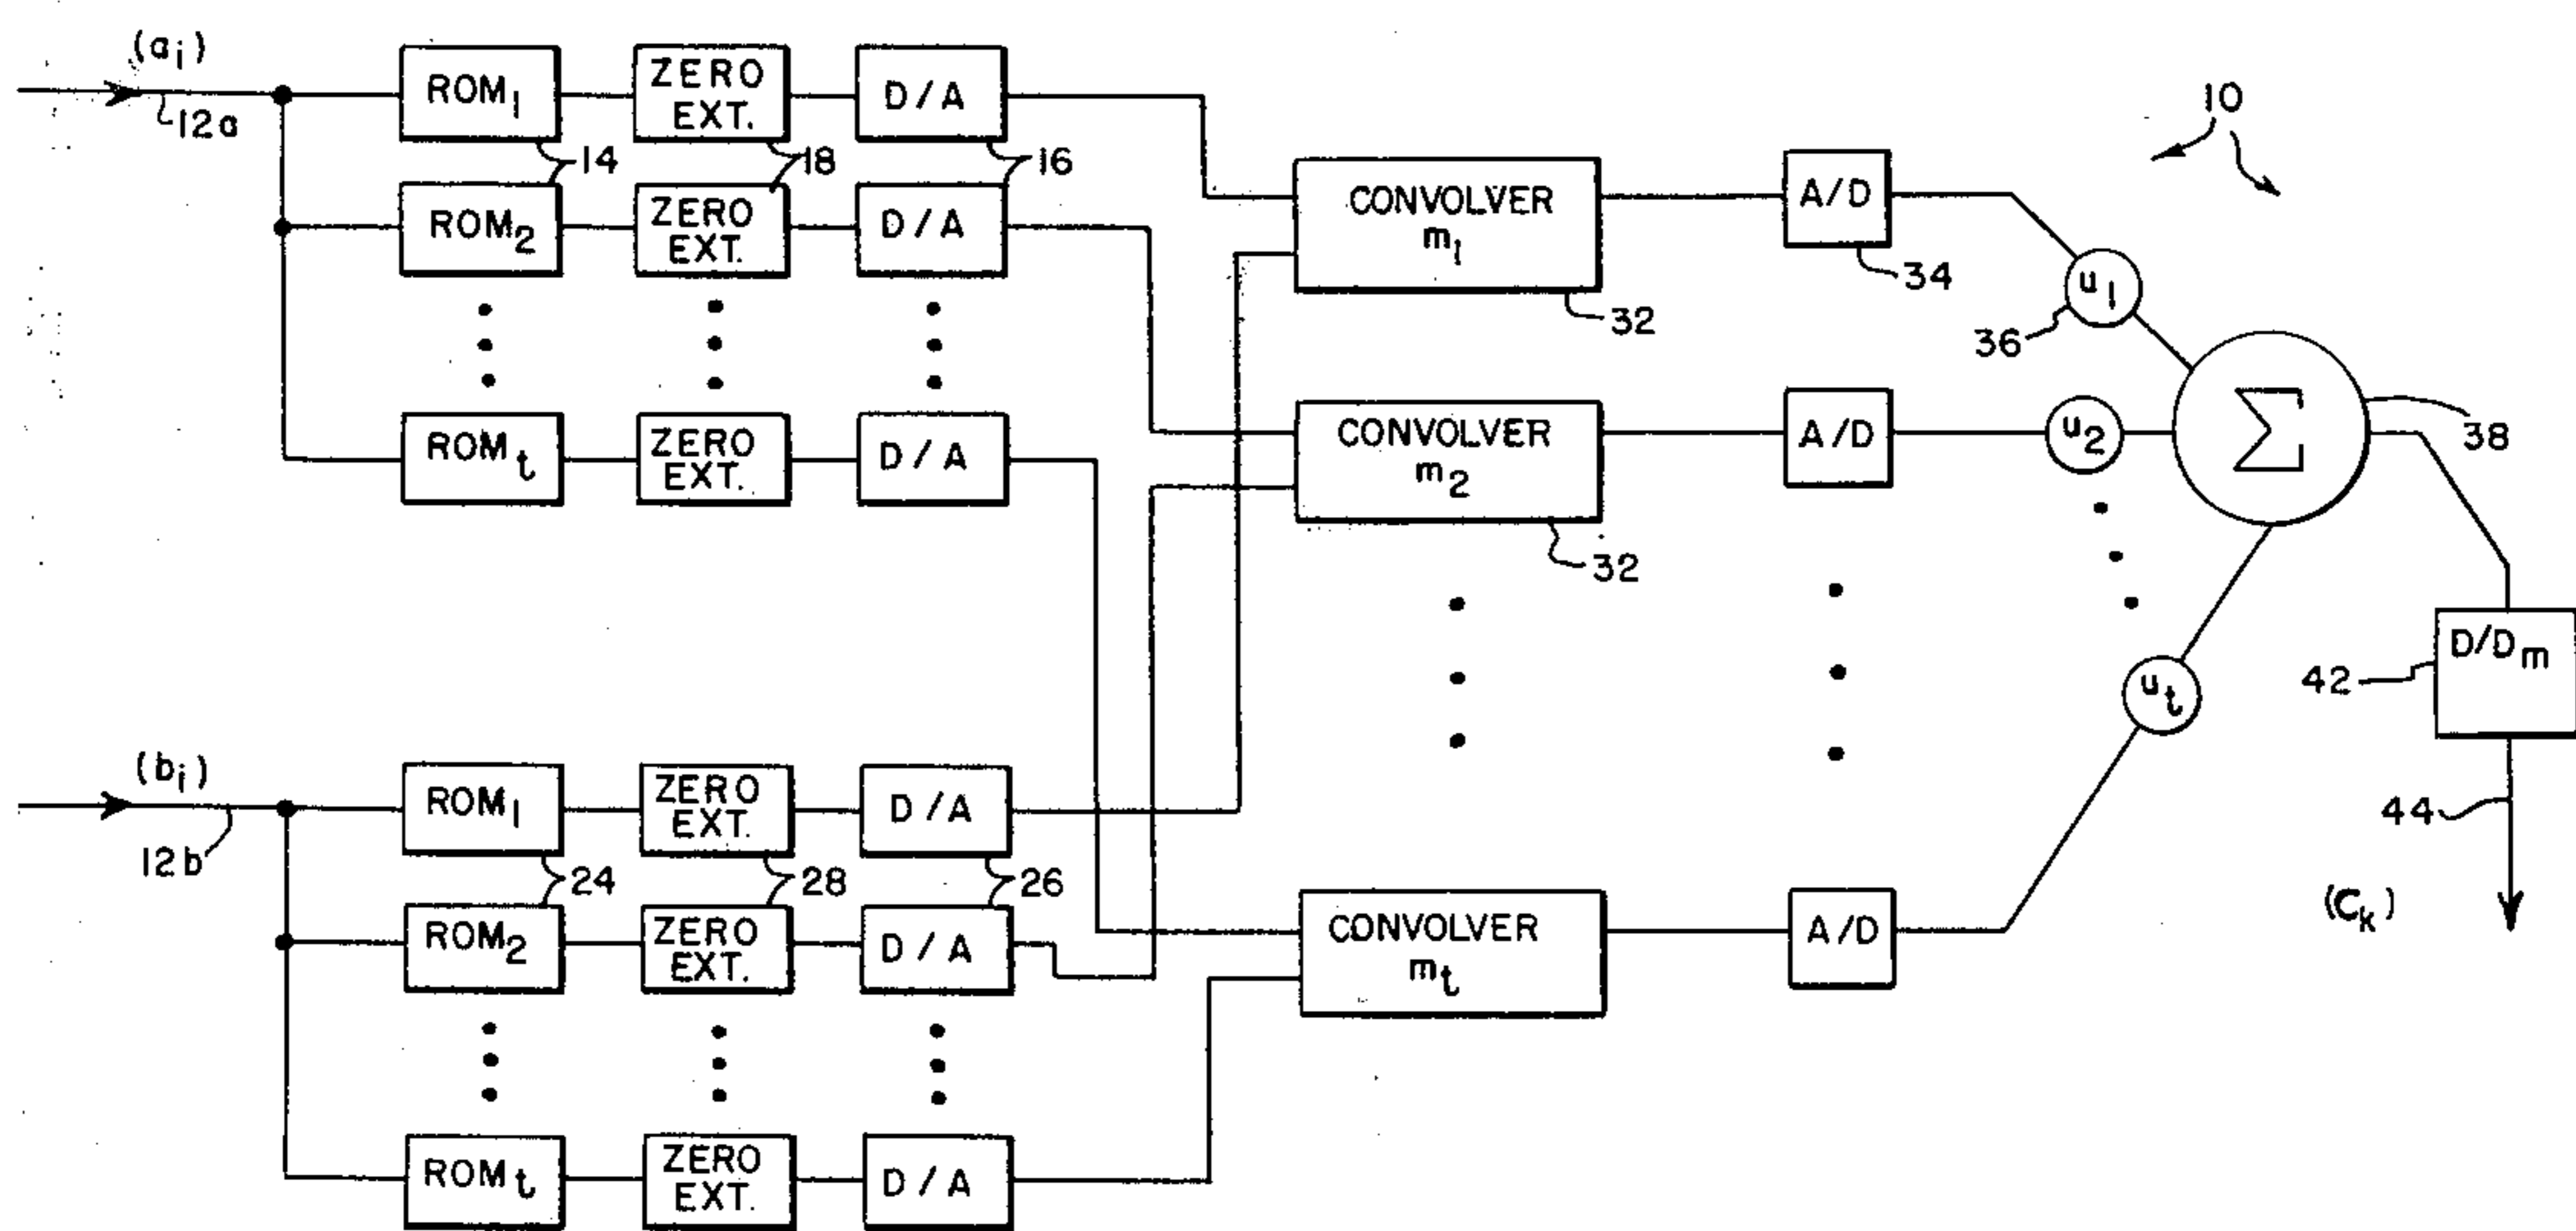 (aᵢ)
12a
ROM₁
ZERO
EXT.
D/A
14
18
16
ROM₂
ZERO
EXT.
D/A
ROMₜ
ZERO
EXT.
D/A
(bᵢ)
12b
ROM₁
ZERO
EXT.
D/A
24
28
26
ROM₂
ZERO
EXT.
D/A
ROMₜ
ZERO
EXT.
D/A
CONVOLVER
m₁
32
CONVOLVER
m₂
32
CONVOLVER
mₜ
A/D
34
A/D
A/D
10
u₁
36
u₂
uₜ
Σ
38
D/Dₘ
42
44
(Cₖ)